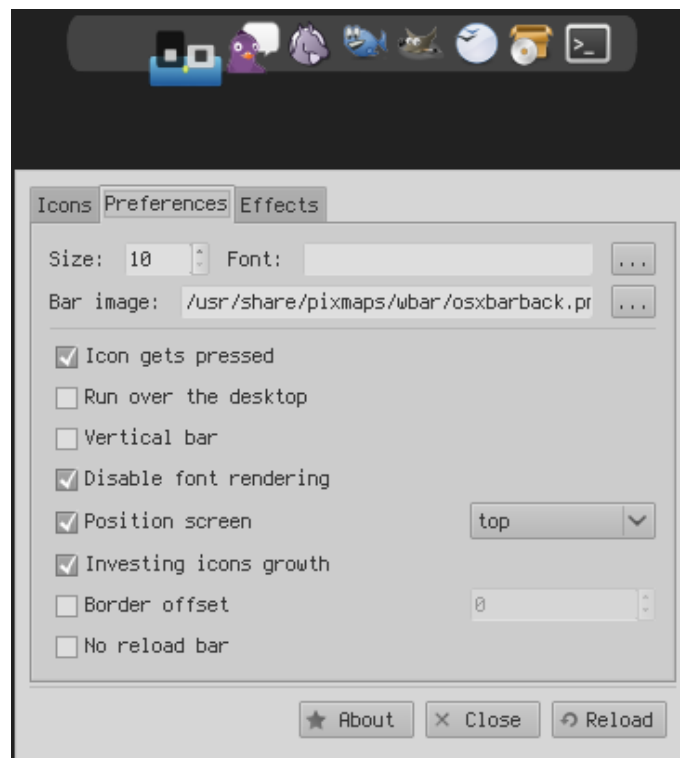 >_
Icons Preferences Effects
Size: 10 Font: ...
Bar image: /usr/share/pixmaps/wbar/osxbarback.pn ...
Icon gets pressed
Run over the desktop
Vertical bar
Disable font rendering
Position screen top
Investing icons growth
Border offset 0
No reload bar
About Close Reload